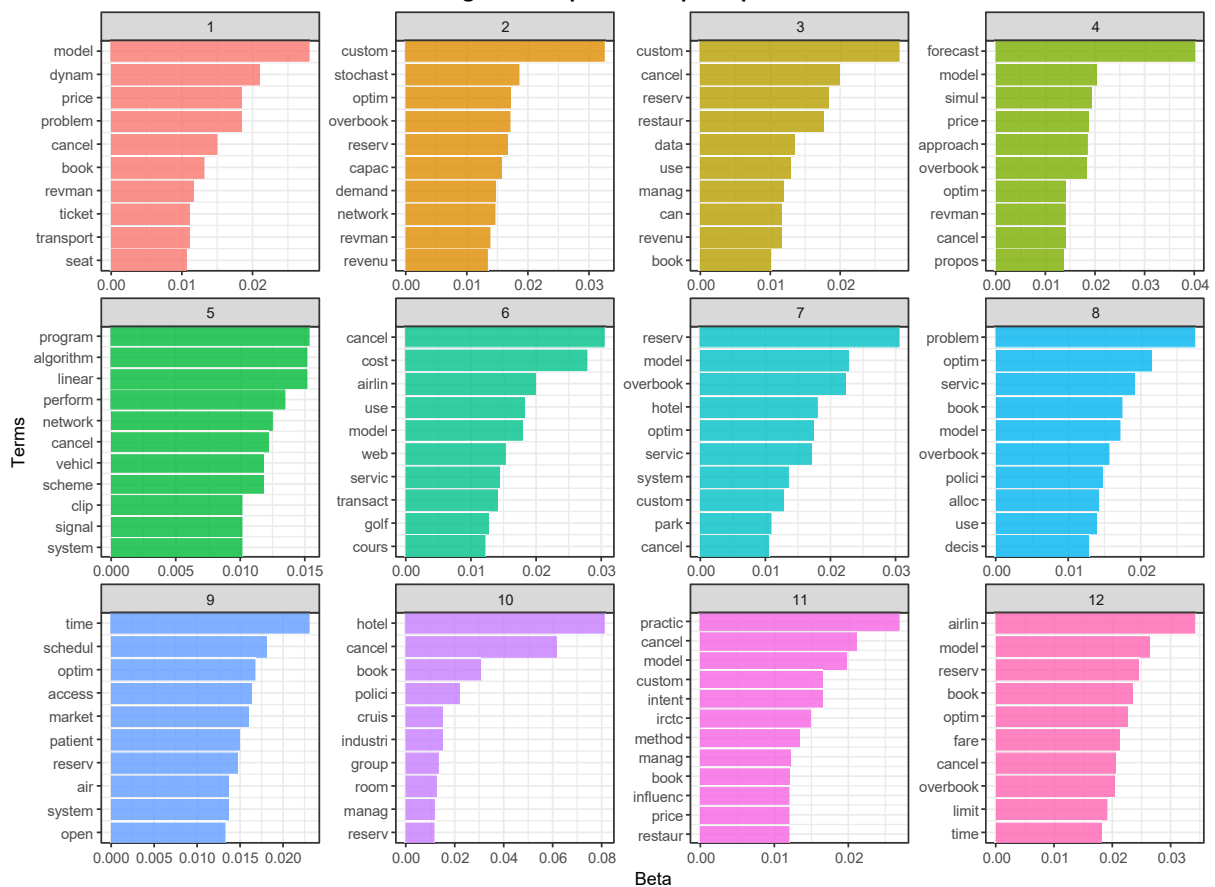 1
model
dynam
price
problem
cancel
book
revman
ticket
transport
seat
0.00 0.01 0.02
2
custom
stochast
optim
overbook
reserv
capac
demand
network
revman
revenu
0.00 0.01 0.02 0.03
3
custom
cancel
reserv
restaur
data
use
manag
can
revenu
book
0.00 0.01 0.02
4
forecast
model
simul
price
approach
overbook
optim
revman
cancel
propos
0.00 0.01 0.02 0.03 0.04
5
program
algorithm
linear
perform
network
cancel
vehicl
scheme
clip
signal
system
0.000 0.005 0.010 0.015
6
cancel
cost
airlin
use
model
web
servic
transact
golf
cours
0.00 0.01 0.02 0.03
7
reserv
model
overbook
hotel
optim
servic
system
custom
park
cancel
0.00 0.01 0.02 0.03
8
problem
optim
servic
book
model
overbook
polici
alloc
use
decis
0.00 0.01 0.02
9
time
schedul
optim
access
market
patient
reserv
air
system
open
0.000 0.005 0.010 0.015 0.020
10
hotel
cancel
book
polici
cruis
industri
group
room
manag
reserv
0.00 0.02 0.04 0.06 0.08
11
practic
cancel
model
custom
intent
irctc
method
manag
book
influenc
price
restaur
0.00 0.01 0.02
12
airlin
model
reserv
book
optim
fare
cancel
overbook
limit
time
0.00 0.01 0.02 0.03
Terms
Beta